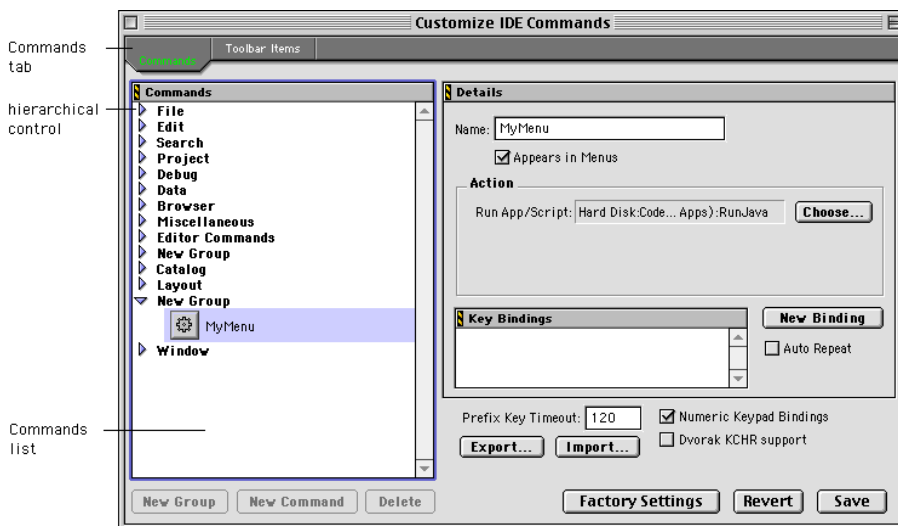 Customize IDE Commands
Commands tab
Commands
Toolbar Items
hierarchical control
Commands
File
Edit
Search
Project
Debug
Data
Browser
Miscellaneous
Editor Commands
New Group
Catalog
Layout
New Group
MyMenu
Window
Commands list
New Group
New Command
Delete
Details
Name: MyMenu
Appears in Menus
Action
Run App/Script: Hard Disk:Code... Apps):RunJava
Choose...
Key Bindings
New Binding
Auto Repeat
Prefix Key Timeout: 120
Numeric Keypad Bindings
Export...
Import...
Dvorak KCHR support
Factory Settings
Revert
Save